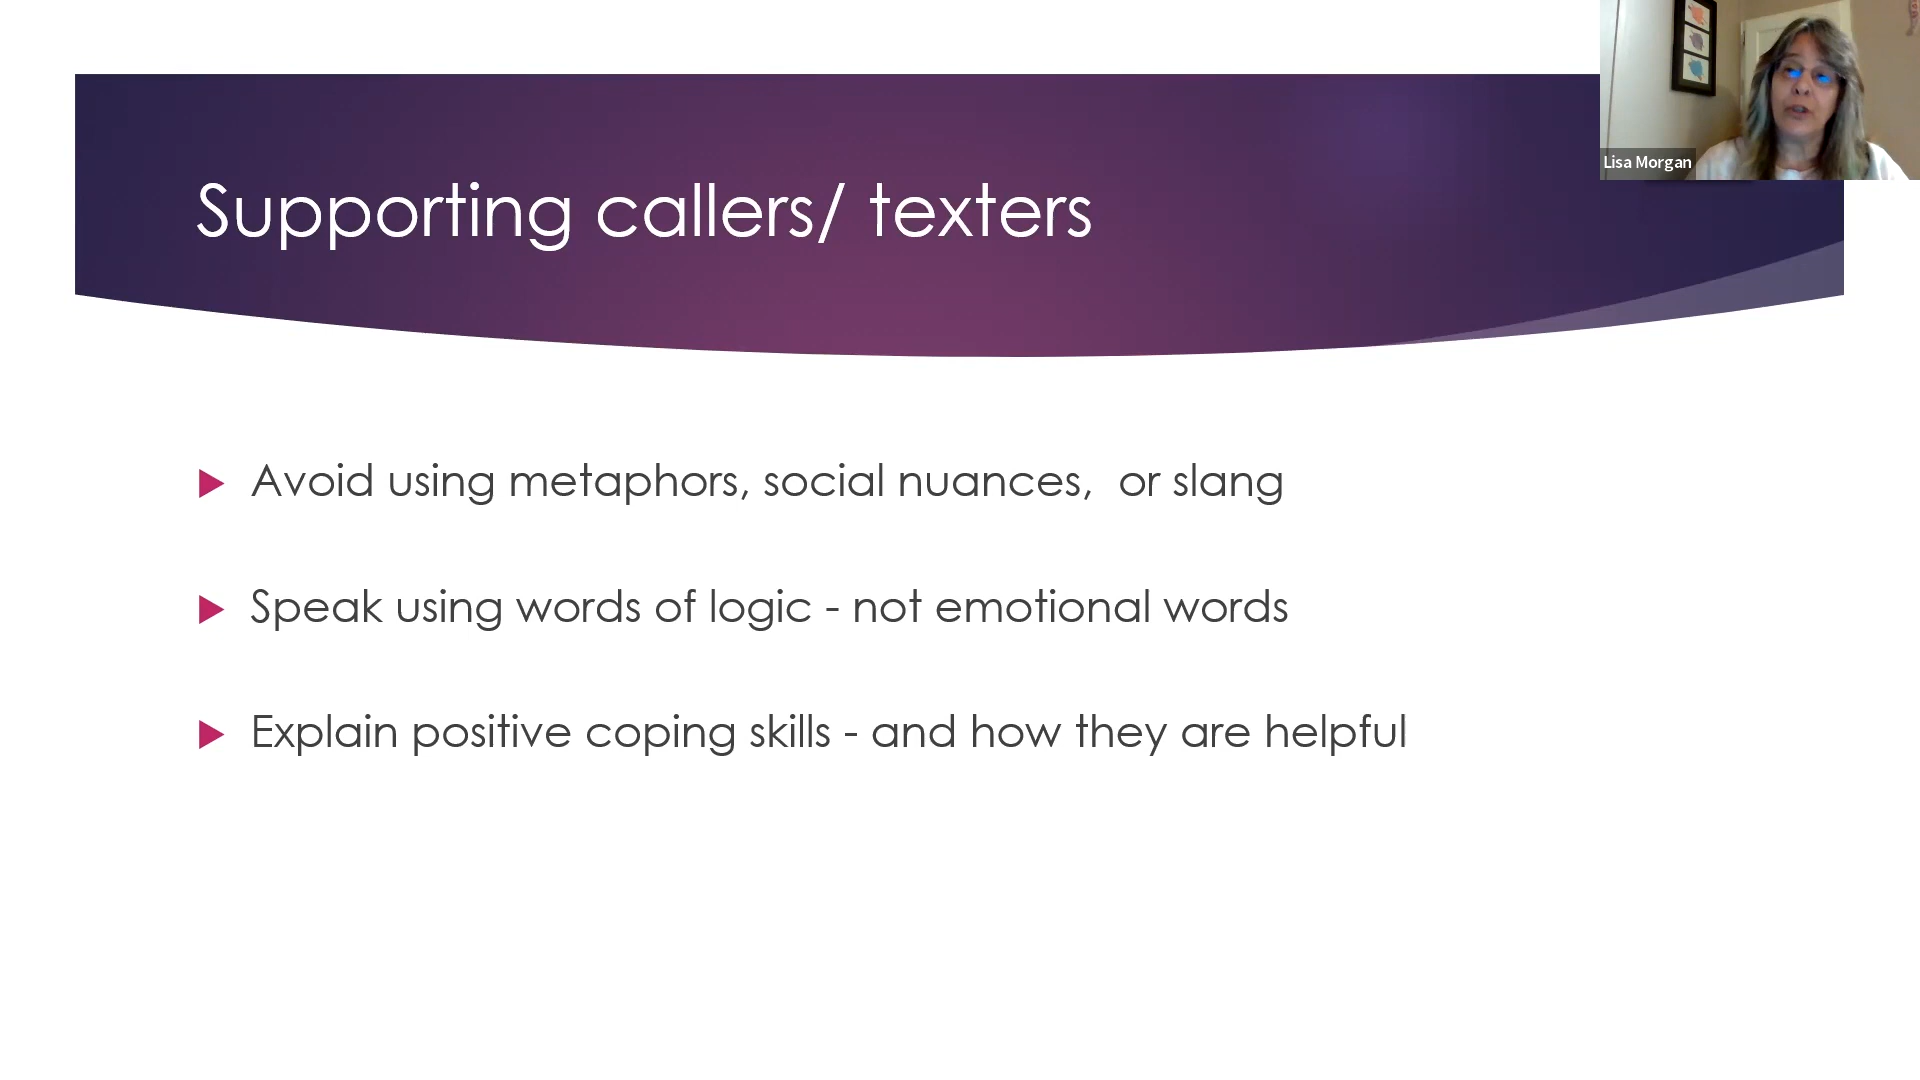 Supporting callers/ texters
Lisa Morgan
Avoid using metaphors, social nuances,  or slang
Speak using words of logic - not emotional words
Explain positive coping skills - and how they are helpful